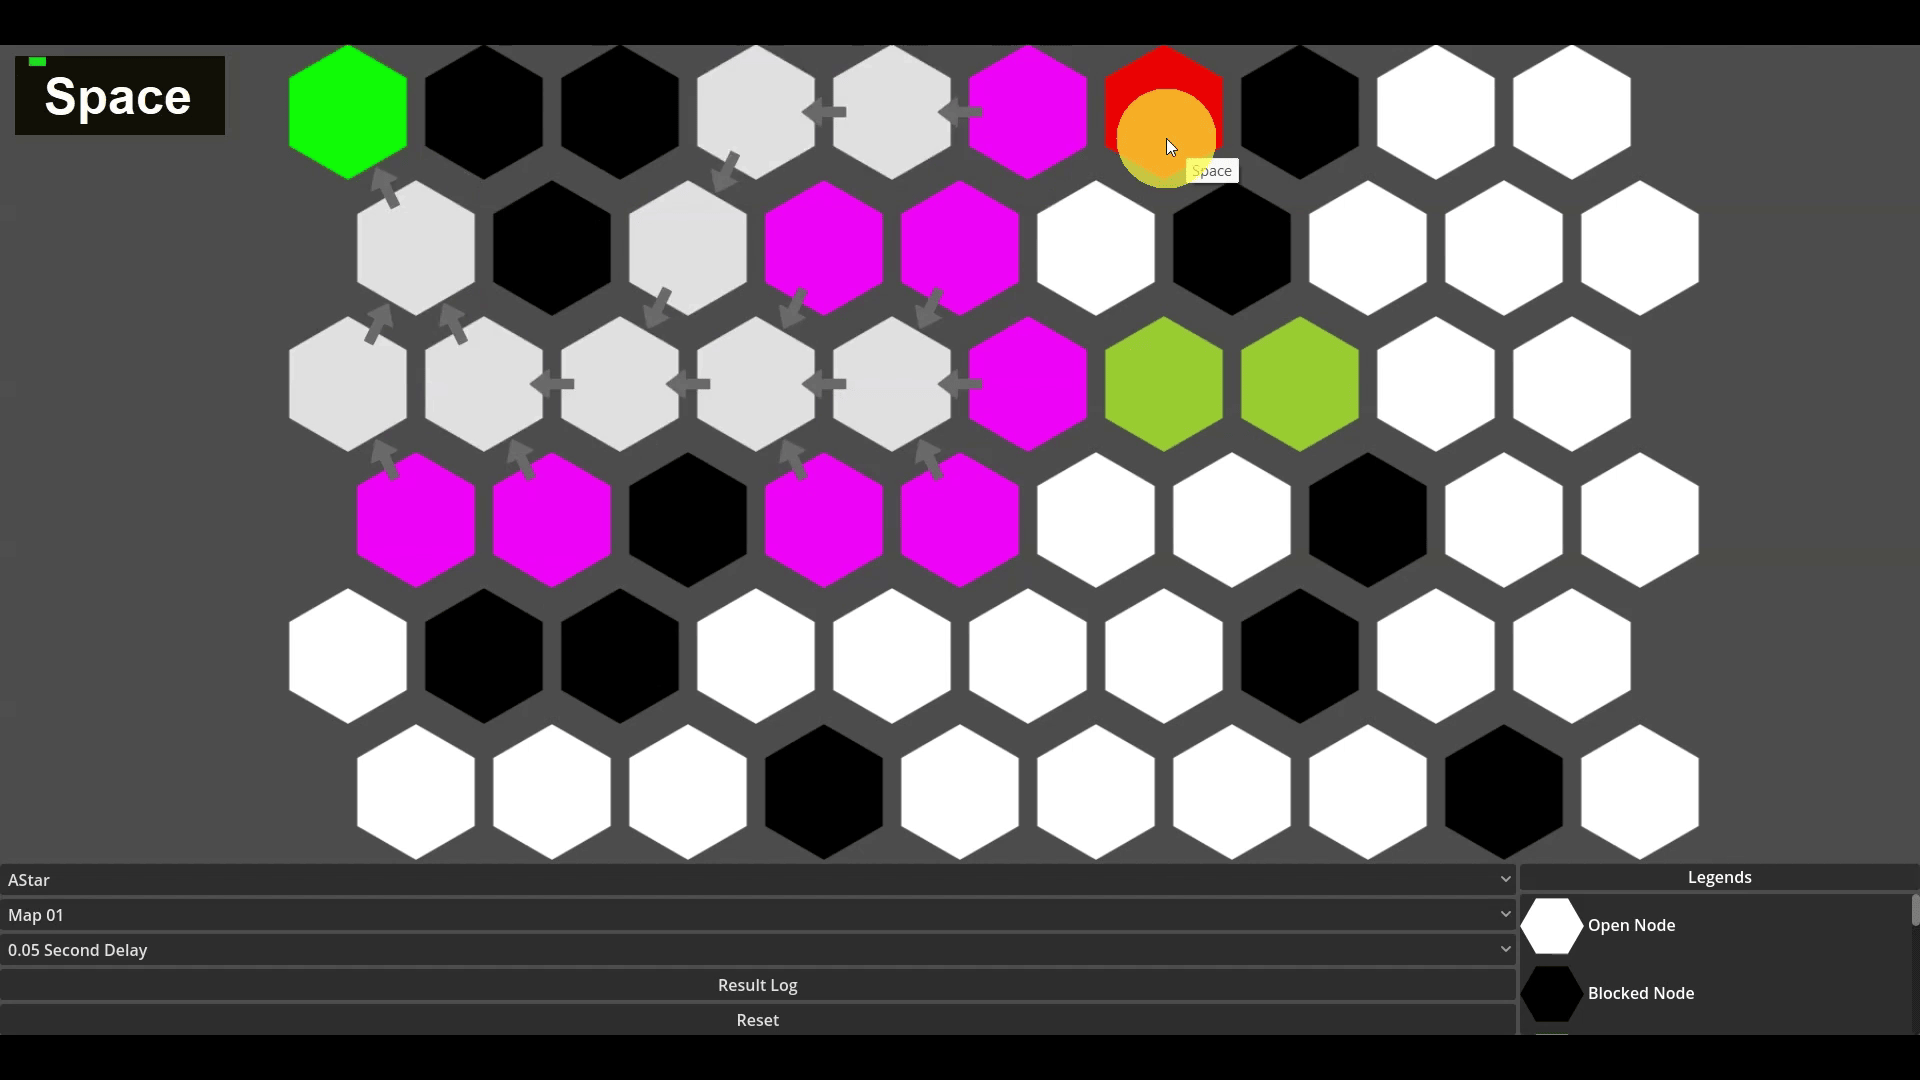 Space
Space
AStar
Map 01
0.05 Second Delay
Result Log
Reset
Legends
Open Node
Blocked Node